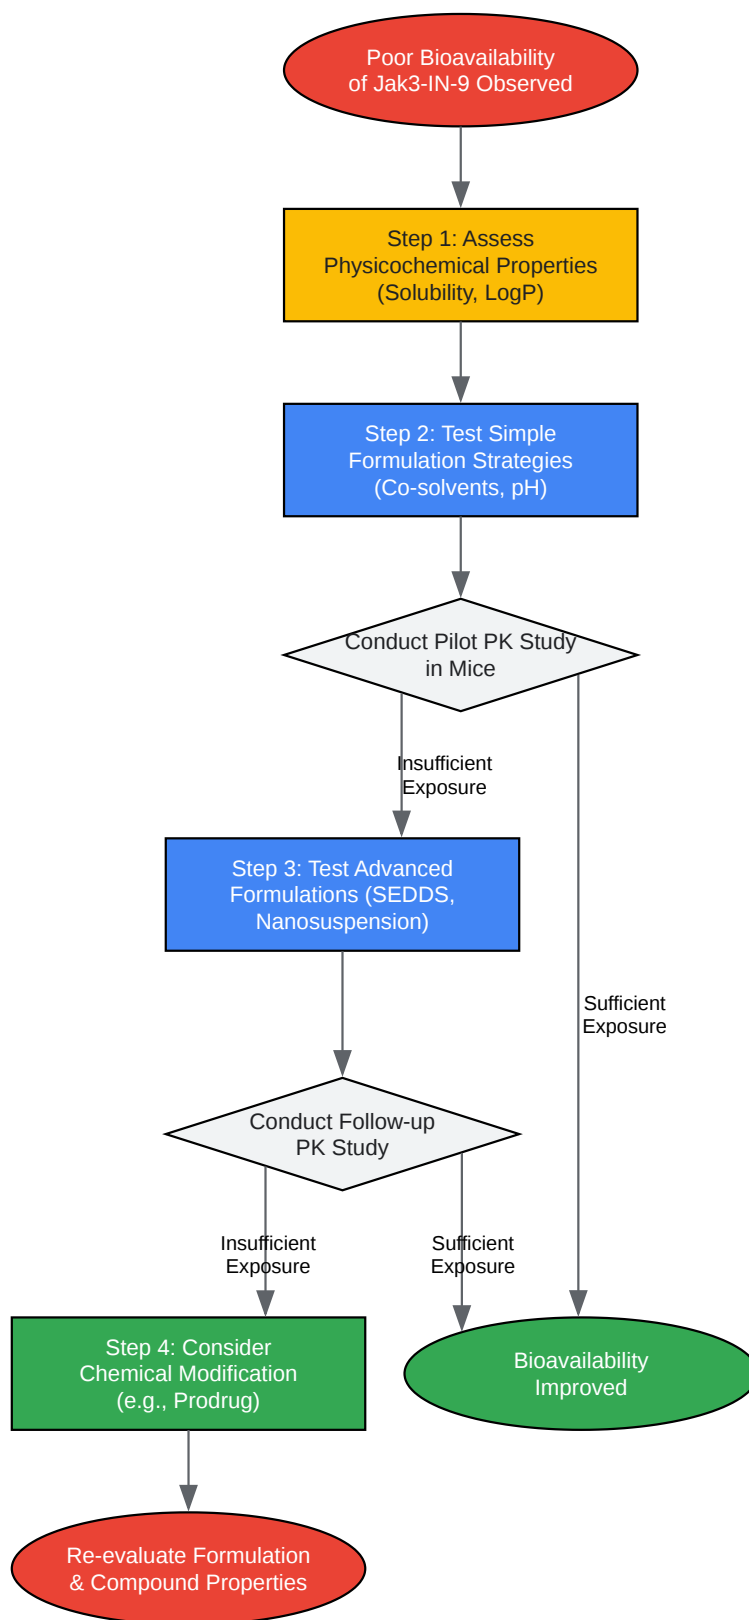 Poor Bioavailability
of Jak3-IN-9 Observed
Step 1: Assess
Physicochemical Properties
(Solubility, LogP)
Step 2: Test Simple
Formulation Strategies
(Co-solvents, pH)
Conduct Pilot PK Study
in Mice
Insufficient
Exposure
Step 3: Test Advanced
Formulations (SEDDS,
Nanosuspension)
Sufficient
Exposure
Conduct Follow-up
PK Study
Insufficient
Exposure
Sufficient
Exposure
Step 4: Consider
Chemical Modification
(e.g., Prodrug)
Bioavailability
Improved
Re-evaluate Formulation
& Compound Properties